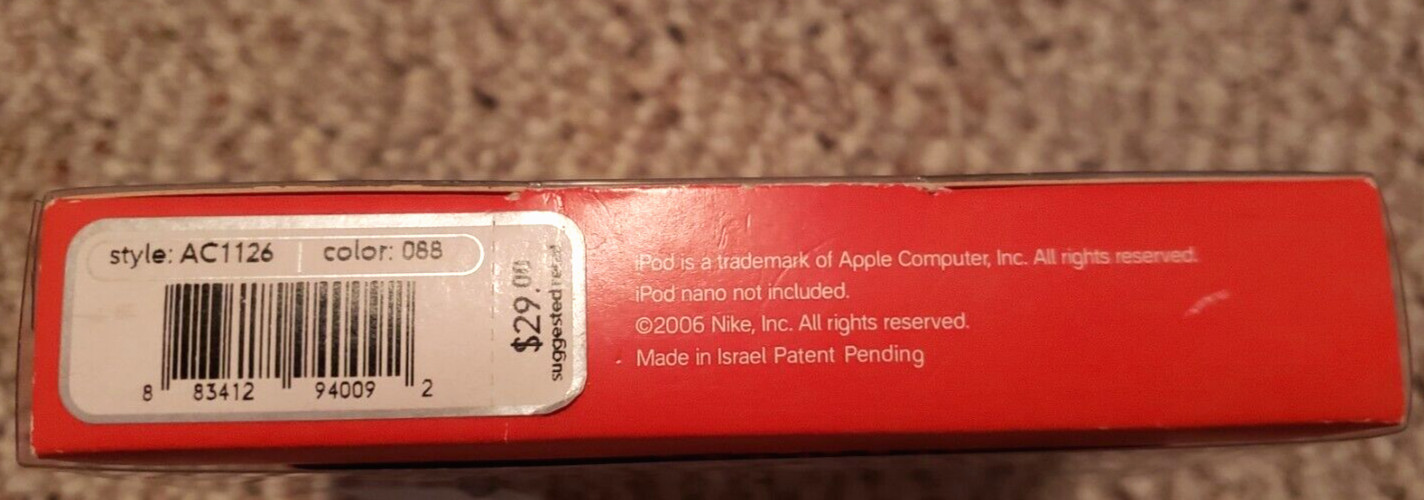 style: AC1126 color: 088
8 83412 94009 2
$29.00
suggested retail
iPod is a trademark of Apple Computer, Inc. All rights reserved.
iPod nano not included.
©2006 Nike, Inc. All rights reserved.
Made in Israel Patent Pending